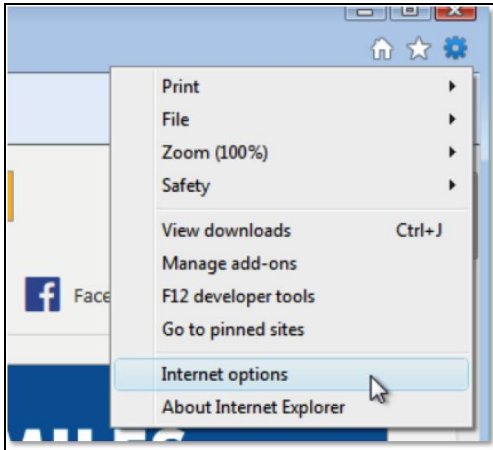 Print
File
Zoom (100%)
Safety
View downloads Ctrl+J
Manage add-ons
Face
F12 developer tools
Go to pinned sites
Internet options
About Internet Explorer